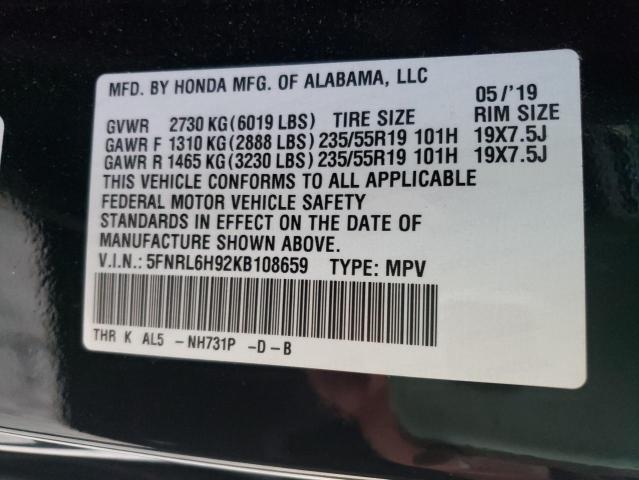 MFD. BY HONDA MFG. OF ALABAMA, LLC 05/'19
GVWR 2730 KG(6019 LBS) TIRE SIZE RIM SIZE
GAWR F 1310 KG(2888 LBS)235/55R19 101H 19X7.5J
GAWR R 1465 KG(3230 LBS)235/55R19 101H 19X7.5J
THIS VEHICLE CONFORMS TO ALL APPLICABLE
FEDERAL MOTOR VEHICLE SAFETY
STANDARDS IN EFFECT ON THE DATE OF
MANUFACTURE SHOWN ABOVE.
V.I.N.: 5FNRL6H92KB108659 TYPE: MPV
THR K AL5 -NH731P -D-B